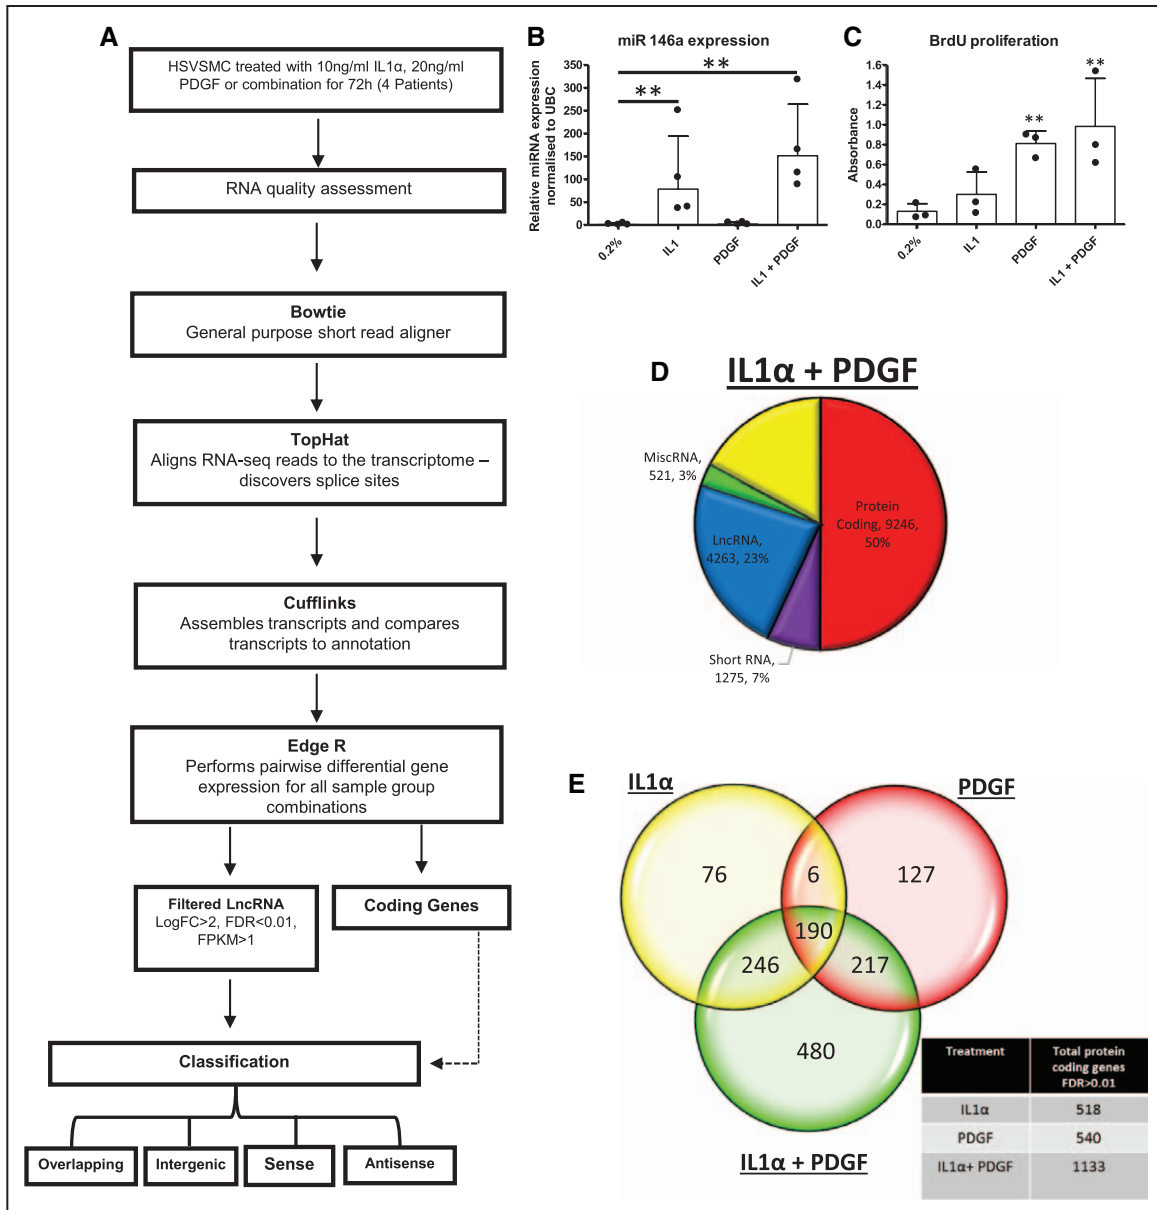 A
HSVSMC treated with 10ng/ml IL1α, 20ng/ml
PDGF or combination for 72h (4 Patients)
RNA quality assessment
Bowtie
General purpose short read aligner
TopHat
Aligns RNA-seq reads to the transcriptome –
discovers splice sites
Cufflinks
Assembles transcripts and compares
transcripts to annotation
Edge R
Performs pairwise differential gene
expression for all sample group
combinations
Filtered LncRNA
LogFC>2, FDR<0.01,
FPKM>1
Coding Genes
Classification
Overlapping
Intergenic
Sense
Antisense
B
miR 146a expression
Relative miRNA expression
normalised to UBC
350
300
250
200
150
100
50
0
**
**
0.2%
IL1
PDGF
IL1 + PDGF
C
BrdU proliferation
Absorbance
1.6
1.4
1.2
1.0
0.8
0.6
0.4
0.2
0.0
**
**
0.2%
IL1
PDGF
IL1 + PDGF
D
IL1α + PDGF
MiscRNA,
521, 3%
Protein
Coding, 9246,
50%
LncRNA,
4263, 23%
Short RNA,
1275, 7%
E
IL1α
PDGF
76
6
127
190
246
217
480
IL1α + PDGF
Treatment
Total protein
coding genes
FDR>0.01
IL1α
518
PDGF
540
IL1α+ PDGF
1133